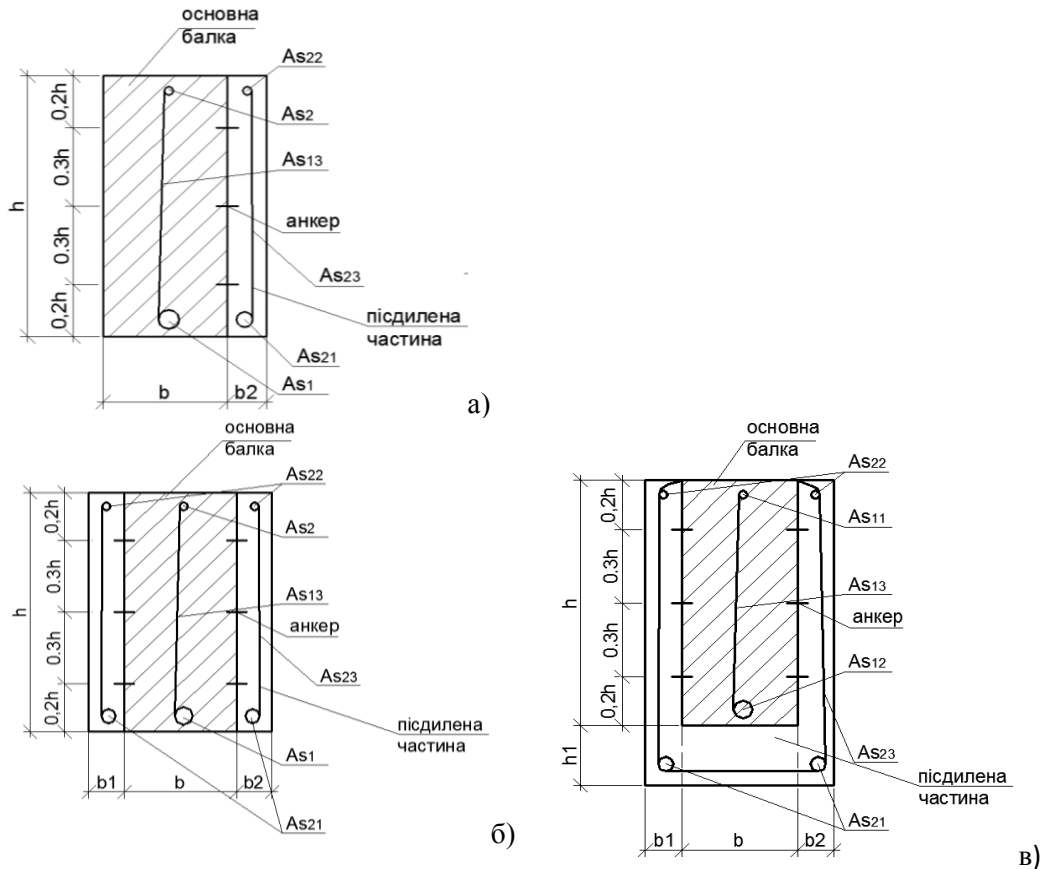 основна
балка
As22
As2
As13
анкер
As23
пісдилена
частина
As21
As1
0,2h
0.3h
0.3h
0,2h
h
b
b2
а)
основна
балка
As22
As2
As13
анкер
As23
пісдилена
частина
As1
As21
0,2h
0.3h
0.3h
0,2h
h
b1
b
b2
б)
основна
балка
As22
As11
As13
анкер
As12
As23
пісдилена
частина
As21
0,2h
0.3h
0.3h
0,2h
h
h1
b1
b
b2
в)